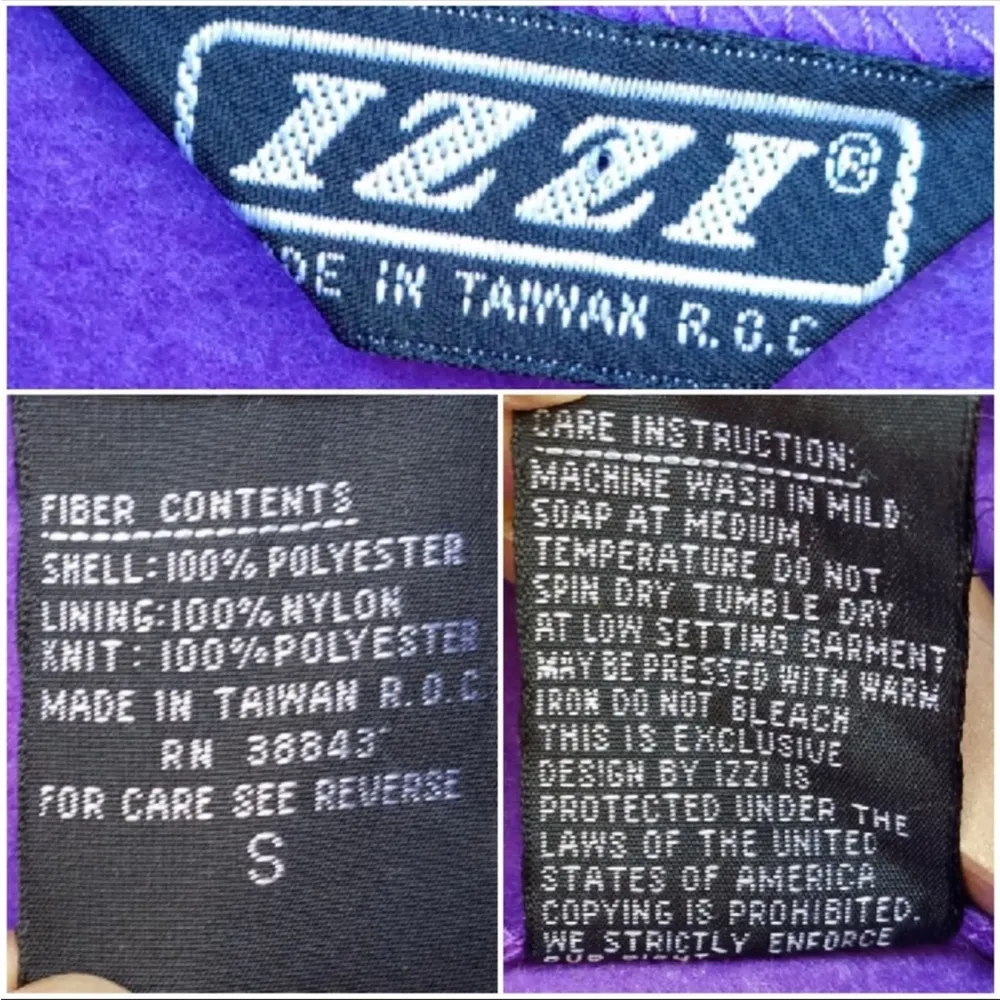 IZZI®
DE IN TAIWAN R.O.C
FIBER CONTENTS
SHELL: 100% POLYESTER
LINING: 100% NYLON
KNIT: 100% POLYESTER
MADE IN TAIWAN R.O.C
RN 38843
FOR CARE SEE REVERSE
S
CARE INSTRUCTION:
MACHINE WASH IN MILD
SOAP AT MEDIUM
TEMPERATURE DO NOT
SPIN DRY TUMBLE DRY
AT LOW SETTING GARMENT
MAY BE PRESSED WITH WARM
IRON DO NOT BLEACH
THIS IS EXCLUSIVE
DESIGN BY IZZI IS
PROTECTED UNDER THE
LAWS OF THE UNITED
STATES OF AMERICA
COPYING IS PROHIBITED.
WE STRICTLY ENFORCE